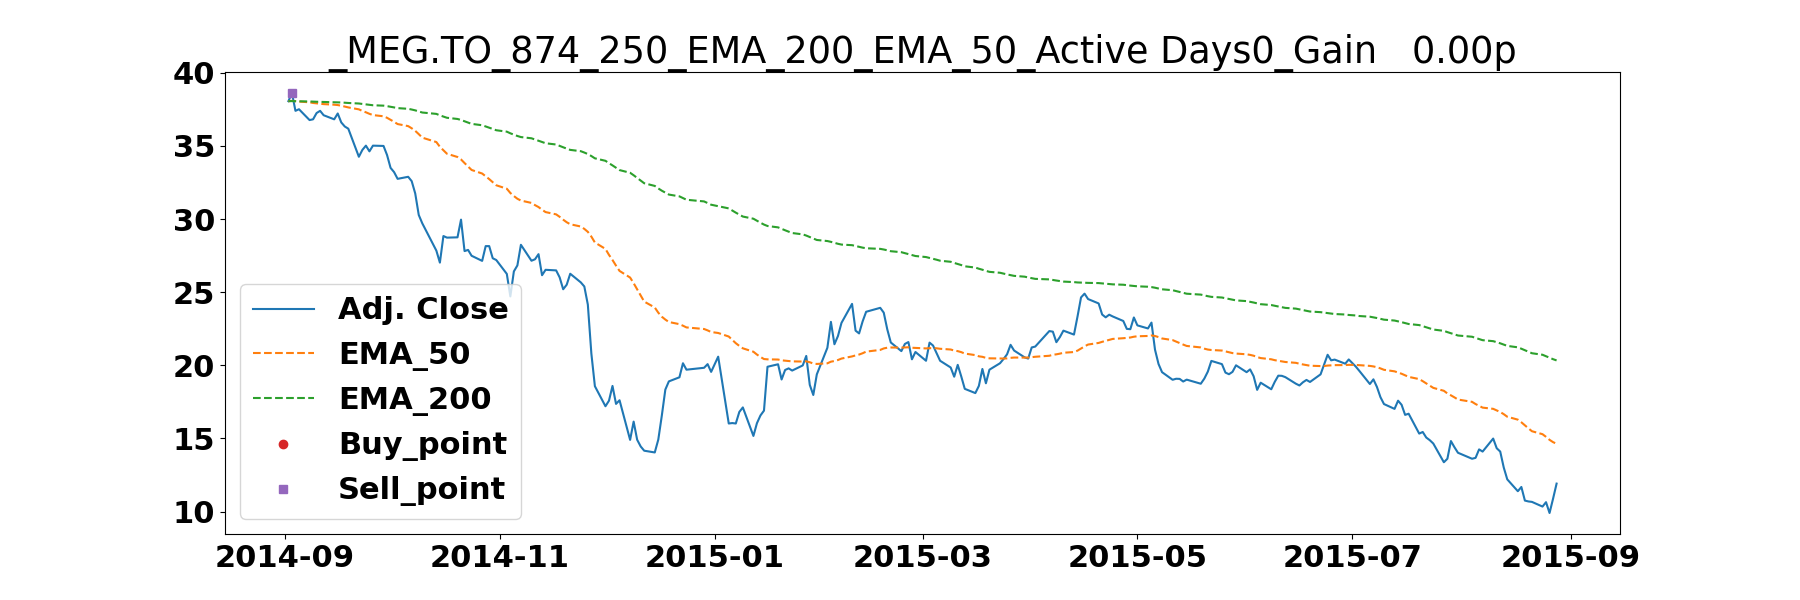 _MEG.TO_874_250_EMA_200_EMA_50_Active Days0_Gain   0.00p
40
35
30
25
20
15
10
Adj. Close
EMA_50
EMA_200
Buy_point
Sell_point
2014-09 2014-11 2015-01 2015-03 2015-05 2015-07 2015-09